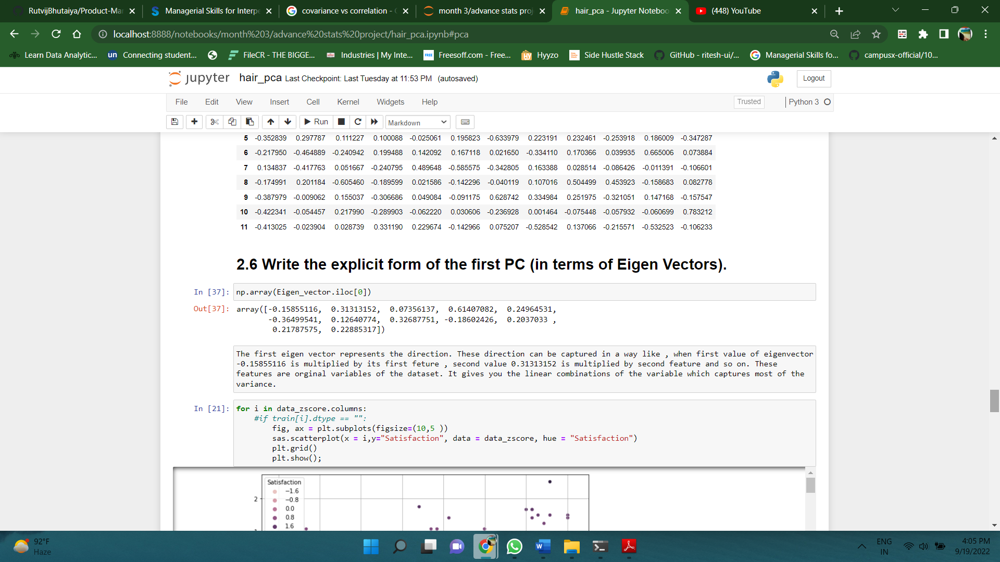 RutvijBhutaiya/Product-Mar
Managerial Skills for Interpe
covariance vs correlation -
month 3/advance stats proj
hair_pca - Jupyter Noteboo
(448) YouTube
localhost:8888/notebooks/month%203/advance%20stats%20project/hair_pca.ipynb#pca
Learn Data Analytic...
un Connecting student...
FileCR - THE BIGGE...
Industries | My Inte...
FREE Freesoff.com - Free...
Hy Hyyzo
Side Hustle Stack
GitHub - ritesh-ui/...
Managerial Skills fo...
campusx-official/10...
jupyter hair_pca Last Checkpoint: Last Tuesday at 11:53 PM (autosaved)
Logout
File Edit View Insert Cell Kernel Widgets Help
Trusted Python 3
Run Markdown
5 -0.352839 0.297787 0.111227 0.100088 -0.025061 0.195823 -0.633979 0.223191 0.232461 -0.253918 0.186009 -0.347287
6 -0.217950 -0.464889 -0.240942 0.199488 0.142092 0.167118 0.021650 -0.334110 0.170366 0.039935 0.665006 0.073884
7 0.134837 -0.417763 0.051667 -0.240795 0.489648 -0.585575 -0.342805 0.163388 0.028514 -0.086426 -0.011391 -0.106601
8 -0.174991 0.201184 -0.605460 -0.189599 0.021586 -0.142296 -0.040119 0.107016 0.504499 0.453923 -0.158683 0.082778
9 -0.387979 -0.009062 0.155037 -0.306686 0.049084 -0.091175 0.628742 0.334984 0.251975 -0.321051 0.147168 -0.157547
10 -0.422341 -0.054457 0.217990 -0.289903 -0.062220 0.030606 -0.236928 0.001464 -0.075448 -0.057932 -0.060699 0.783212
11 -0.413025 -0.023904 0.028739 0.331190 0.229674 -0.142966 0.075207 -0.528542 0.137066 -0.215571 -0.532523 -0.106233
2.6 Write the explicit form of the first PC (in terms of Eigen Vectors).
In [37]: np.array(Eigen_vector.iloc[0])
Out[37]: array([-0.15855116, 0.31313152, 0.07356137, 0.61407082, 0.24964531,
-0.36499541, 0.12640774, 0.32687751, -0.18602426, 0.2037033 ,
0.21787575, 0.22885317])
The first eigen vector represents the direction. These direction can be captured in a way like , when first value of eigenvector
-0.15855116 is multiplied by its first feture , second value 0.31313152 is multiplied by second feature and so on. These
features are orginal variables of the dataset. It gives you the linear combinations of the variable which captures most of the
variance.
In [21]: for i in data_zscore.columns:
#if train[i].dtype == "":
fig, ax = plt.subplots(figsize=(10,5 ))
sas.scatterplot(x = i,y="Satisfaction", data = data_zscore, hue = "Satisfaction")
plt.grid()
plt.show();
Satisfaction
−1.6
−0.8
0.0
0.8
1.6
2
92°F
Haze
ENG
IN
4:05 PM
9/19/2022